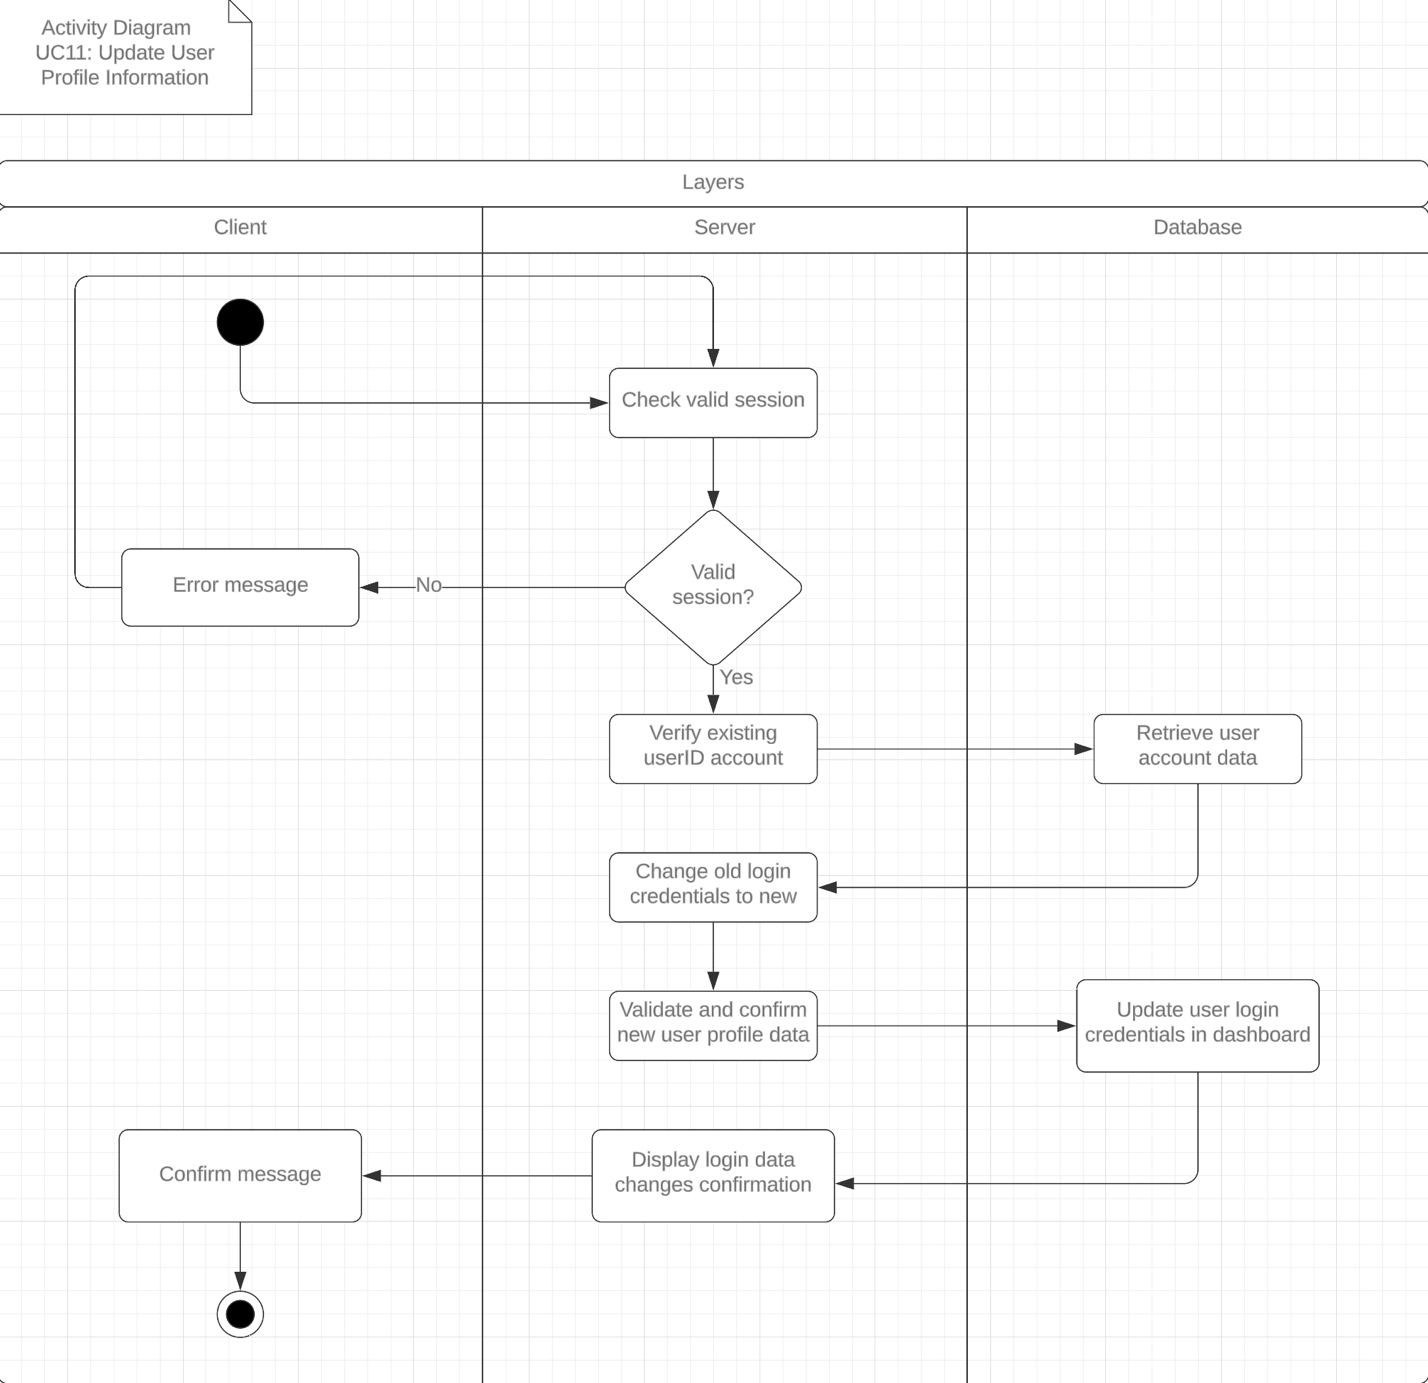 Activity Diagram
UC11: Update User
Profile Information
Layers
Client
Server
Database
Check valid session
Valid
session?
No
Error message
Yes
Verify existing
userID account
Retrieve user
account data
Change old login
credentials to new
Validate and confirm
new user profile data
Update user login
credentials in dashboard
Display login data
changes confirmation
Confirm message